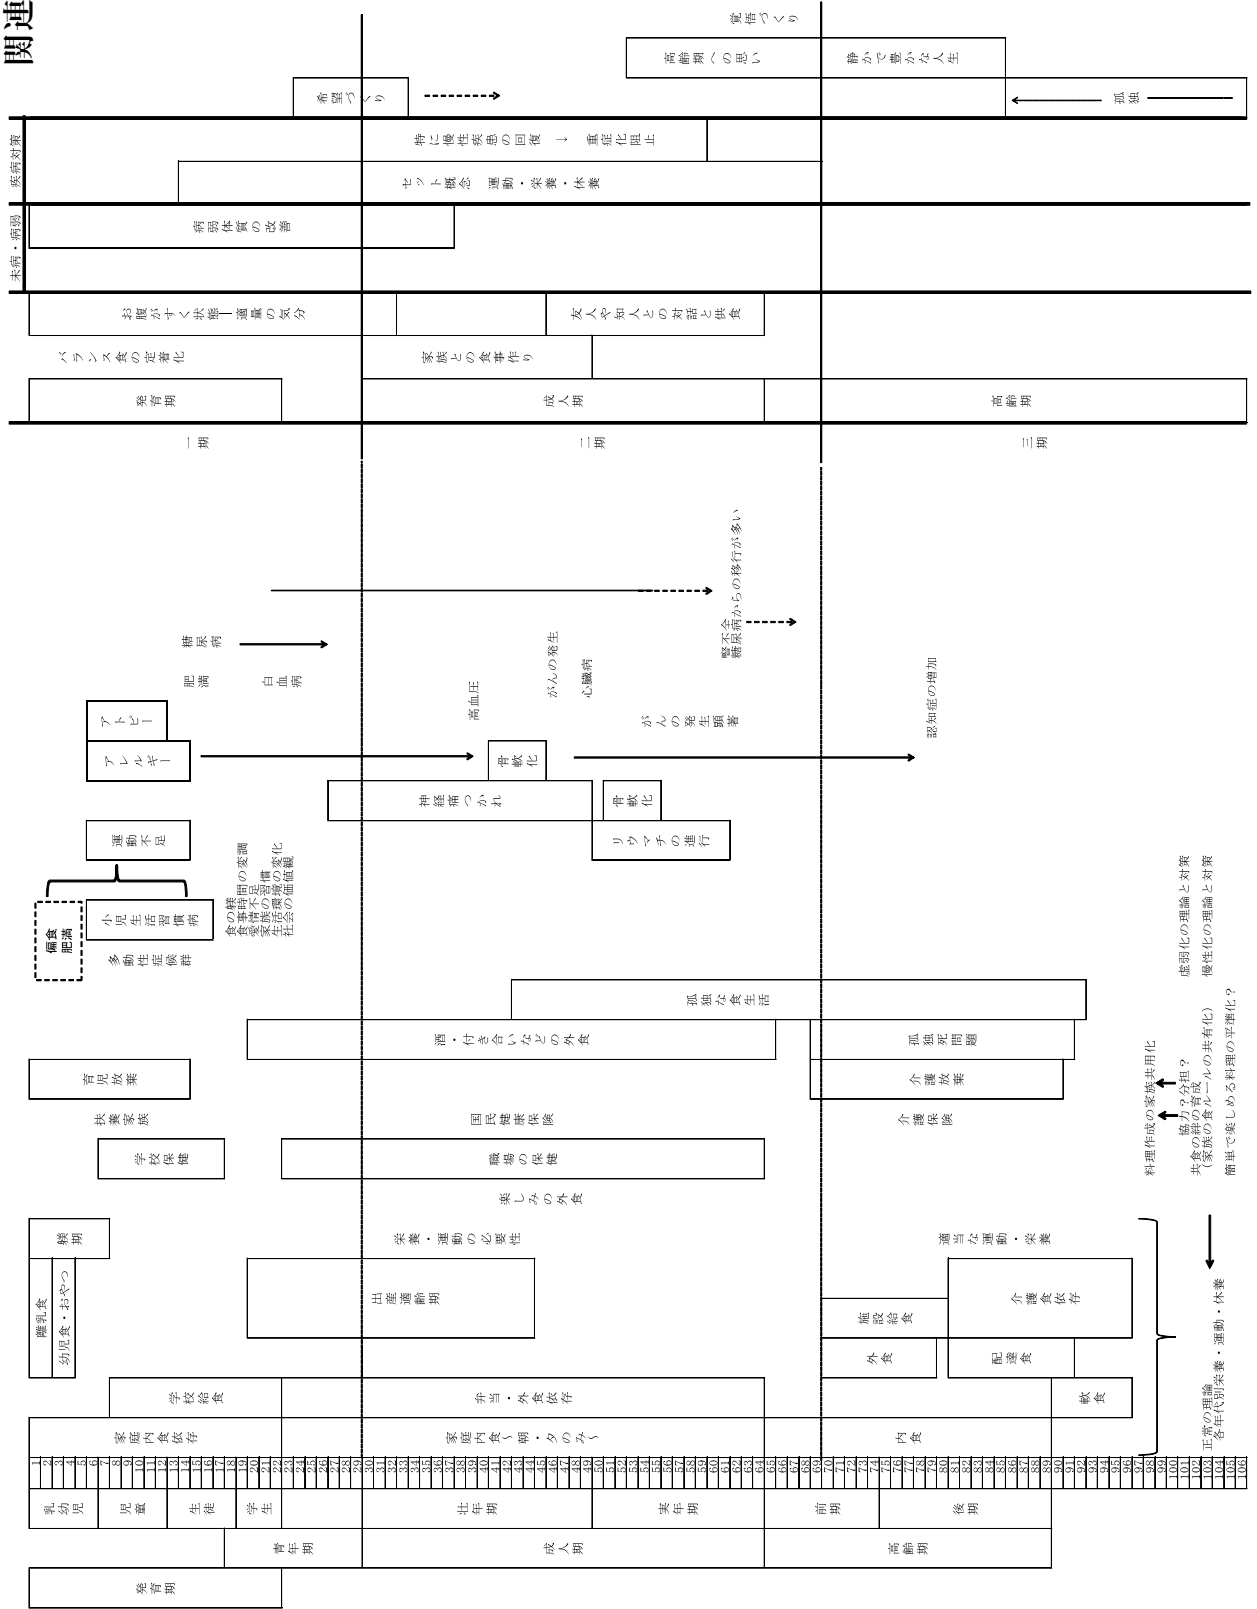 関連
覚悟づくり
高齢期への思い
静かで豊かな人生
希望づくり
孤独
疾病対策
特に慢性疾患の回復 → 重症化阻止
セット概念 運動・栄養・休養
未病・病弱
病弱体質の改善
お腹がすく状態―適量の気分
友人や知人との対話と供食
バランス食の定着化
家族との食事作り
発育期
成人期
高齢期
一期
二期
三期
糖尿病
腎不全
糖尿病からの移行が多い
肥満
白血病
がんの発生
心臓病
アトピー
高血圧
がんの発生顕著
認知症の増加
アレルギー
骨軟化
神経痛つかれ
骨軟化
運動不足
リウマチの進行
偏食
肥満
小児生活習慣病
食の躾
食事時間の変調
愛情不足
家族の習慣
生活環境の変化
社会の価値観
多動性症候群
虚弱化の理論と対策
慢性化の理論と対策
孤独な食生活
酒・付き合いなどの外食
孤独死問題
育児放棄
介護放棄
扶養家族
国民健康保険
介護保険
料理作成の家族共用化
協力？分担？
共食の絆の育成
（家族の食ルールの共有化）
簡単で楽しめる料理の平準化？
学校保健
職場の保健
楽しみの外食
躾期
栄養・運動の必要性
適当な運動・栄養
離乳食
幼児食・おやつ
出産適齢期
施設給食
介護食依存
外食
配達食
学校給食
弁当・外食依存
軟食
正常の理論
各年代別栄養・運動・休養
家庭内食依存
家庭内食～朝・夕のみ～
内食
1 2 3 4 5 6 7 8 9 10 11 12 13 14 15 16 17 18 19 20 21 22 23 24 25 26 27 28 29 30 31 32 33 34 35 36 37 38 39 40 41 42 43 44 45 46 47 48 49 50 51 52 53 54 55 56 57 58 59 60 61 62 63 64 65 66 67 68 69 70 71 72 73 74 75 76 77 78 79 80 81 82 83 84 85 86 87 88 89 90 91 92 93 94 95 96 97 98 99 100 101 102 103 104 105 106
乳幼児
児童
生徒
学生
壮年期
実年期
前期
後期
青年期
成人期
高齢期
発育期